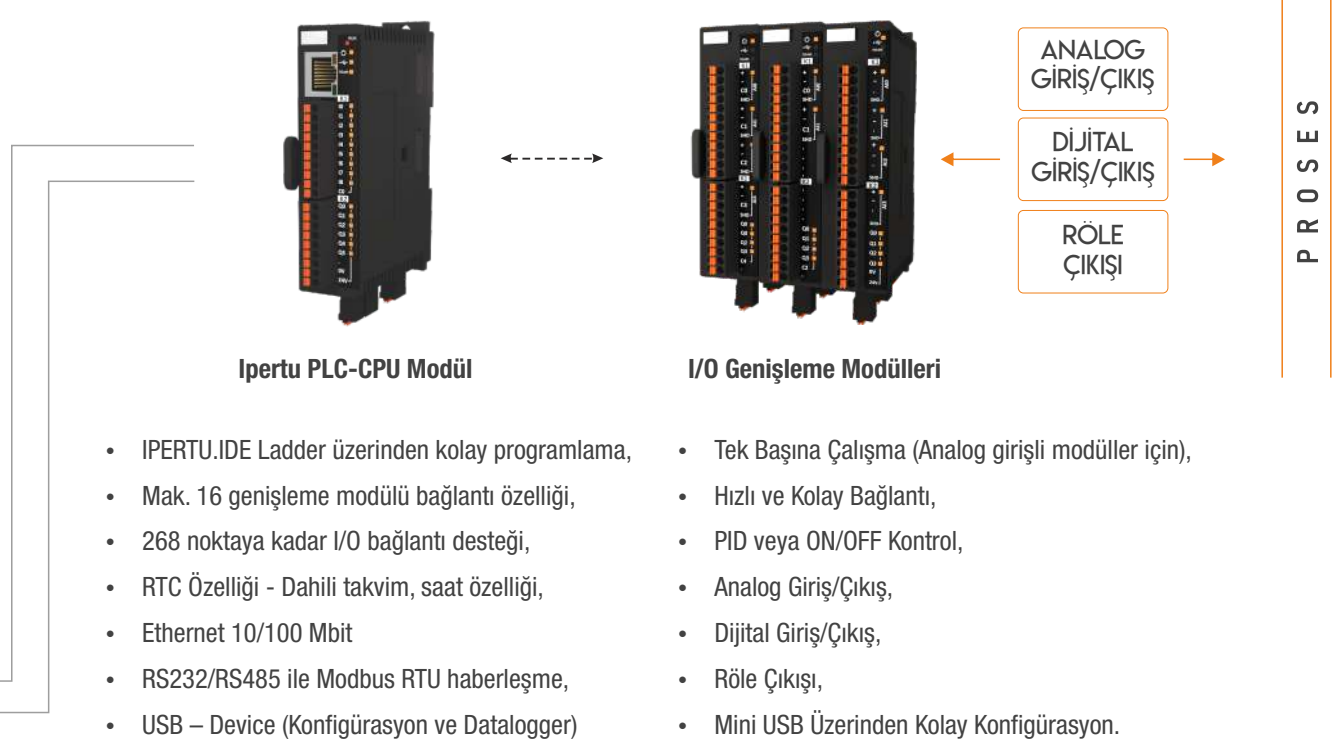 ANALOG
GİRİŞ/ÇIKIŞ
DİJİTAL
GİRİŞ/ÇIKIŞ
RÖLE
ÇIKIŞI
PROSES
Ipertu PLC-CPU Modül
• IPERTU.IDE Ladder üzerinden kolay programlama,
• Mak. 16 genişleme modülü bağlantı özelliği,
• 268 noktaya kadar I/O bağlantı desteği,
• RTC Özelliği - Dahili takvim, saat özelliği,
• Ethernet 10/100 Mbit
• RS232/RS485 ile Modbus RTU haberleşme,
• USB – Device (Konfigürasyon ve Datalogger)
I/O Genişleme Modülleri
• Tek Başına Çalışma (Analog girişli modüller için),
• Hızlı ve Kolay Bağlantı,
• PID veya ON/OFF Kontrol,
• Analog Giriş/Çıkış,
• Dijital Giriş/Çıkış,
• Röle Çıkışı,
• Mini USB Üzerinden Kolay Konfigürasyon.